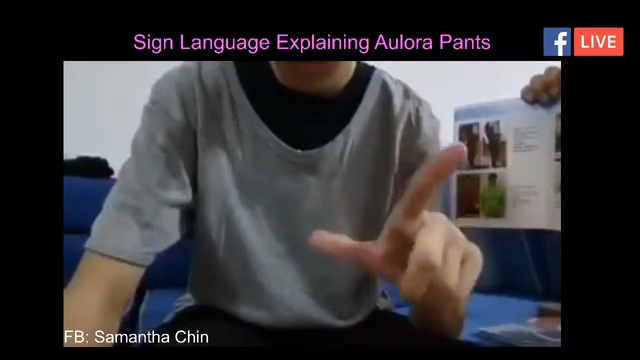 Sign Language Explaining Aulora Pants
f LIVE
FB: Samantha Chin